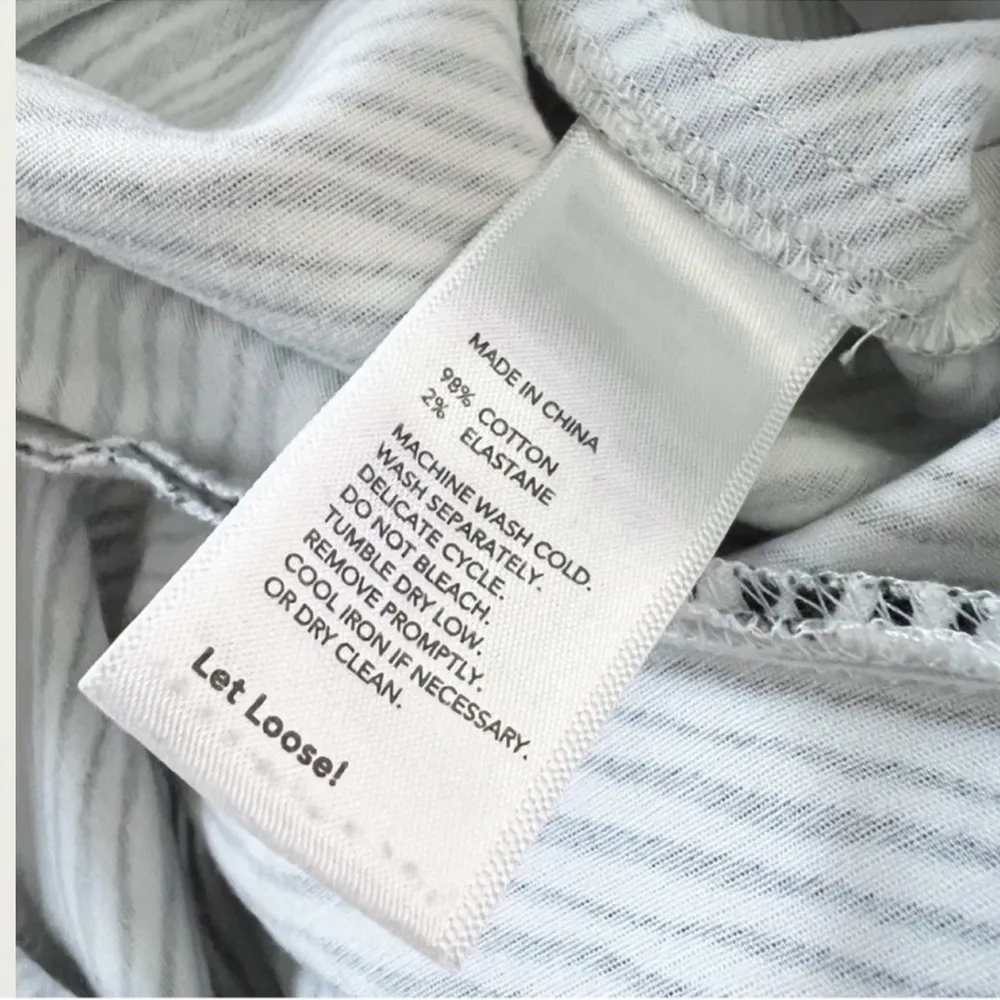 MADE IN CHINA
98% COTTON
2% ELASTANE
MACHINE WASH COLD.
WASH SEPARATELY.
DELICATE CYCLE.
DO NOT BLEACH.
TUMBLE DRY LOW.
REMOVE PROMPTLY.
COOL IRON IF NECESSARY.
OR DRY CLEAN.
Let Loose!